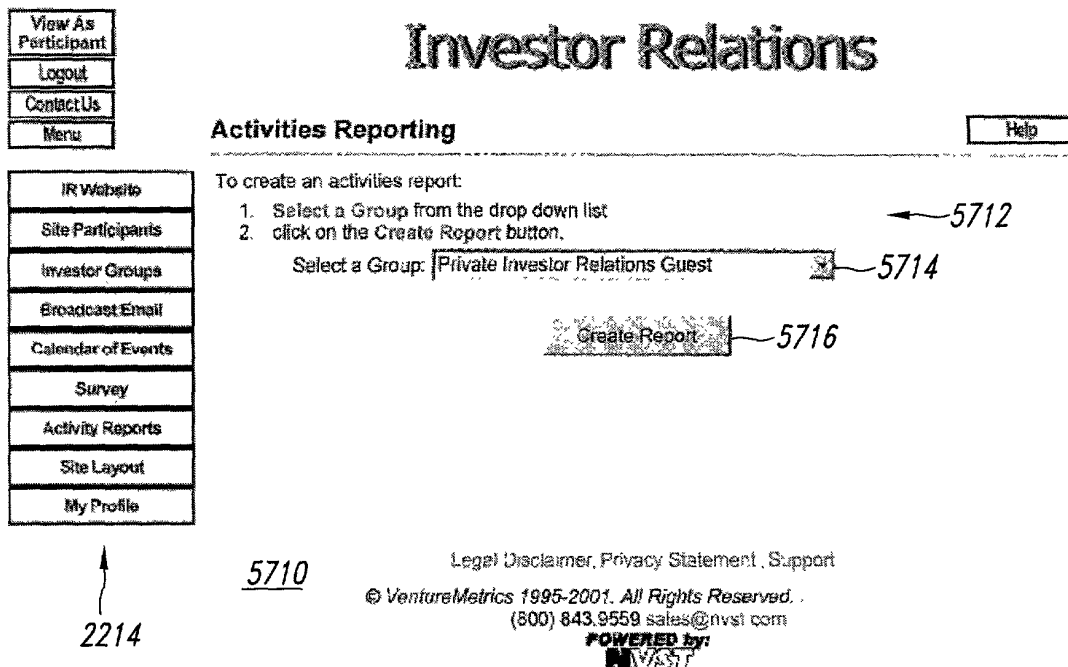 View As
Participant
Logout
Contact Us
Menu
Investor Relations
Activities Reporting
Help
IR Website
Site Participants
Investor Groups
Broadcast Email
Calendar of Events
Survey
Activity Reports
Site Layout
My Profile
2214
To create an activities report:
1. Select a Group from the drop down list
2. click on the Create Report button.
5712
Select a Group: Private Investor Relations Guest
5714
Create Report
5716
5710
Legal Disclaimer, Privacy Statement, Support
© VentureMetrics 1995-2001. All Rights Reserved.
(800) 843.9559 sales@nvst com
POWERED by:
NVST